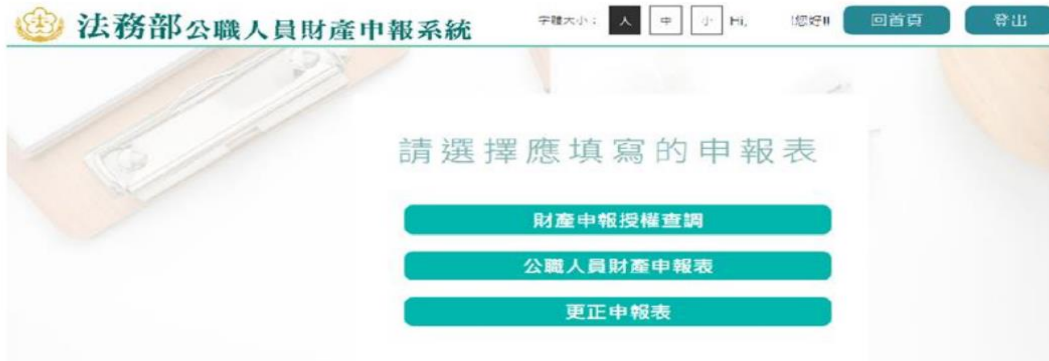 法務部公職人員財產申報系統
字體大小： 人 中 小 Hi, !您好!! 回首頁 登出
請選擇應填寫的申報表
財產申報授權查調
公職人員財產申報表
更正申報表